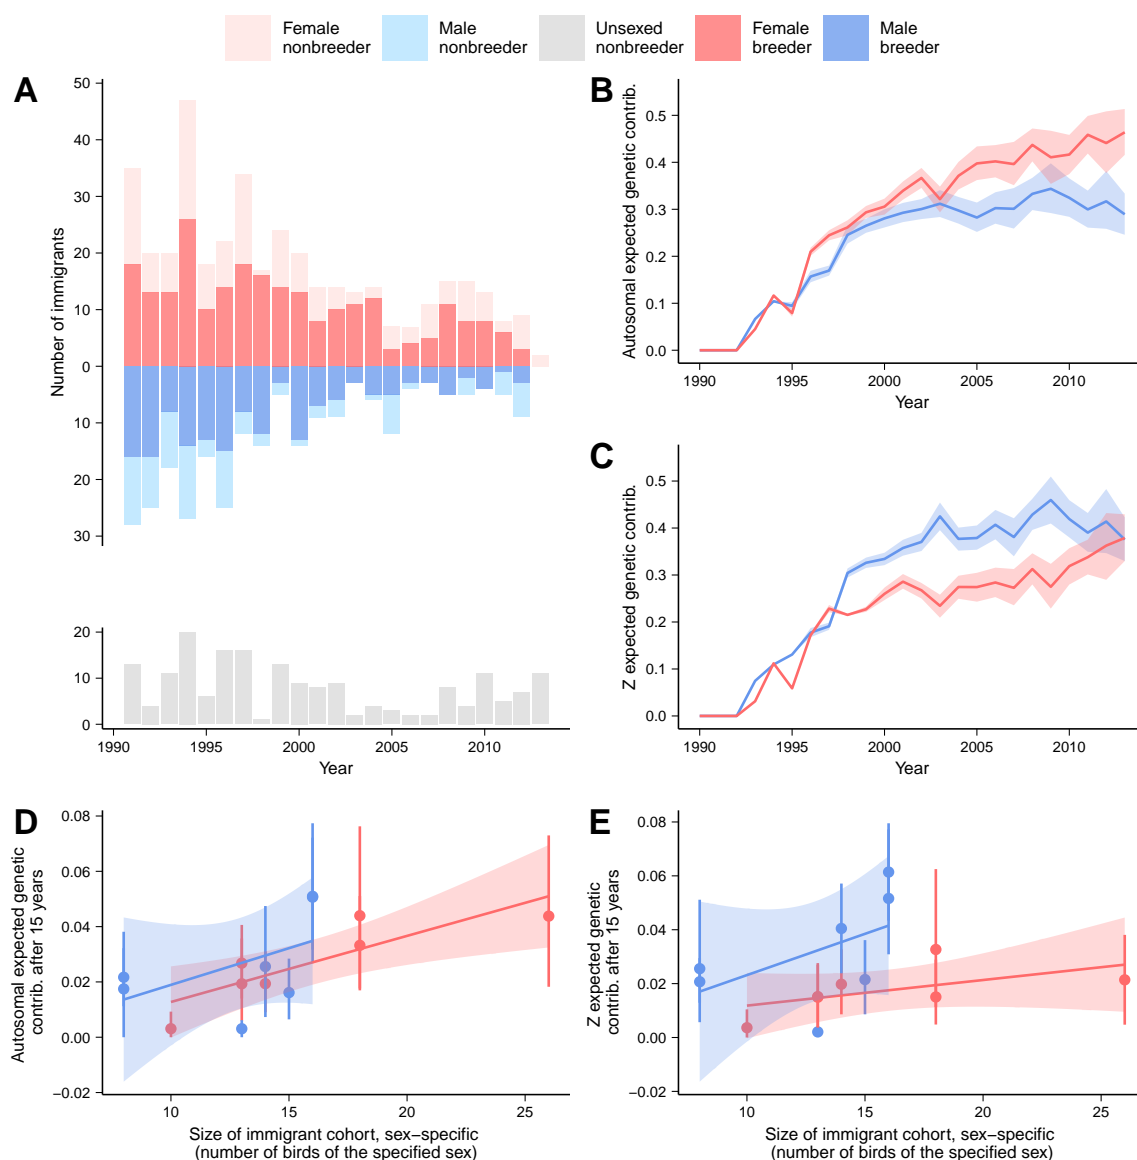 Female
nonbreeder
Male
nonbreeder
Unsexed
nonbreeder
Female
breeder
Male
breeder
A
50
40
30
20
10
0
10
20
30
Number of immigrants
20
10
0
1990
1995
2000
2005
2010
Year
B
0.5
0.4
0.3
0.2
0.1
0.0
Autosomal expected genetic contrib.
1990
1995
2000
2005
2010
Year
C
0.5
0.4
0.3
0.2
0.1
0.0
Z expected genetic contrib.
1990
1995
2000
2005
2010
Year
D
0.08
0.06
0.04
0.02
0.00
−0.02
Autosomal expected genetic
contrib. after 15 years
10
15
20
25
Size of immigrant cohort, sex−specific
(number of birds of the specified sex)
E
0.08
0.06
0.04
0.02
0.00
−0.02
Z expected genetic
contrib. after 15 years
10
15
20
25
Size of immigrant cohort, sex−specific
(number of birds of the specified sex)